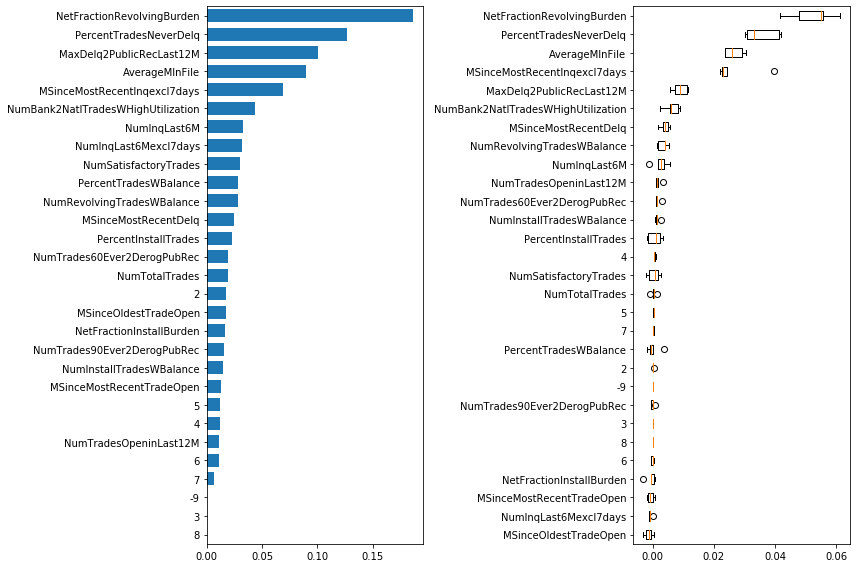 NetFractionRevolvingBurden
PercentTradesNeverDelq
MaxDelq2PublicRecLast12M
AverageMInFile
MSinceMostRecentInqexcl7days
NumBank2NatlTradesWHighUtilization
NumInqLast6M
NumInqLast6Mexcl7days
NumSatisfactoryTrades
PercentTradesWBalance
NumRevolvingTradesWBalance
MSinceMostRecentDelq
PercentInstallTrades
NumTrades60Ever2DerogPubRec
NumTotalTrades
2
MSinceOldestTradeOpen
NetFractionInstallBurden
NumTrades90Ever2DerogPubRec
NumInstallTradesWBalance
MSinceMostRecentTradeOpen
5
4
NumTradesOpeninLast12M
6
7
-9
3
8
0.00 0.05 0.10 0.15
NetFractionRevolvingBurden
PercentTradesNeverDelq
AverageMInFile
MSinceMostRecentInqexcl7days
MaxDelq2PublicRecLast12M
NumBank2NatlTradesWHighUtilization
MSinceMostRecentDelq
NumRevolvingTradesWBalance
NumInqLast6M
NumTradesOpeninLast12M
NumTrades60Ever2DerogPubRec
NumInstallTradesWBalance
PercentInstallTrades
4
NumSatisfactoryTrades
NumTotalTrades
5
7
PercentTradesWBalance
2
-9
NumTrades90Ever2DerogPubRec
3
8
6
NetFractionInstallBurden
MSinceMostRecentTradeOpen
NumInqLast6Mexcl7days
MSinceOldestTradeOpen
0.00 0.02 0.04 0.06